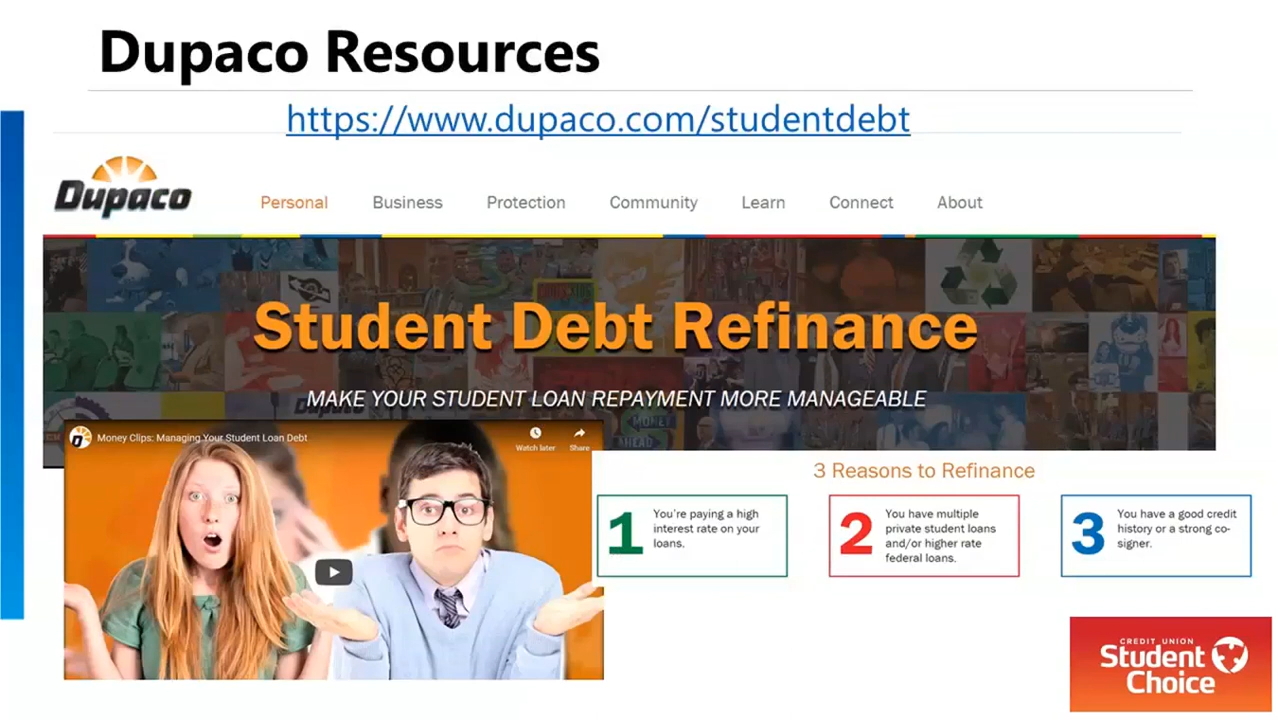 Dupaco Resources
https://www.dupaco.com/studentdebt
Dupaco
Personal Business Protection Community Learn Connect About
Student Debt Refinance
MAKE YOUR STUDENT LOAN REPAYMENT MORE MANAGEABLE
MONEY
AHEAD
Money Clips: Managing Your Student Loan Debt
Watch later
Share
3 Reasons to Refinance
1
You're paying a high
interest rate on your
loans.
2
You have multiple
private student loans
and/or higher rate
federal loans.
3
You have a good credit
history or a strong co-
signer.
CREDIT UNION
Student
Choice